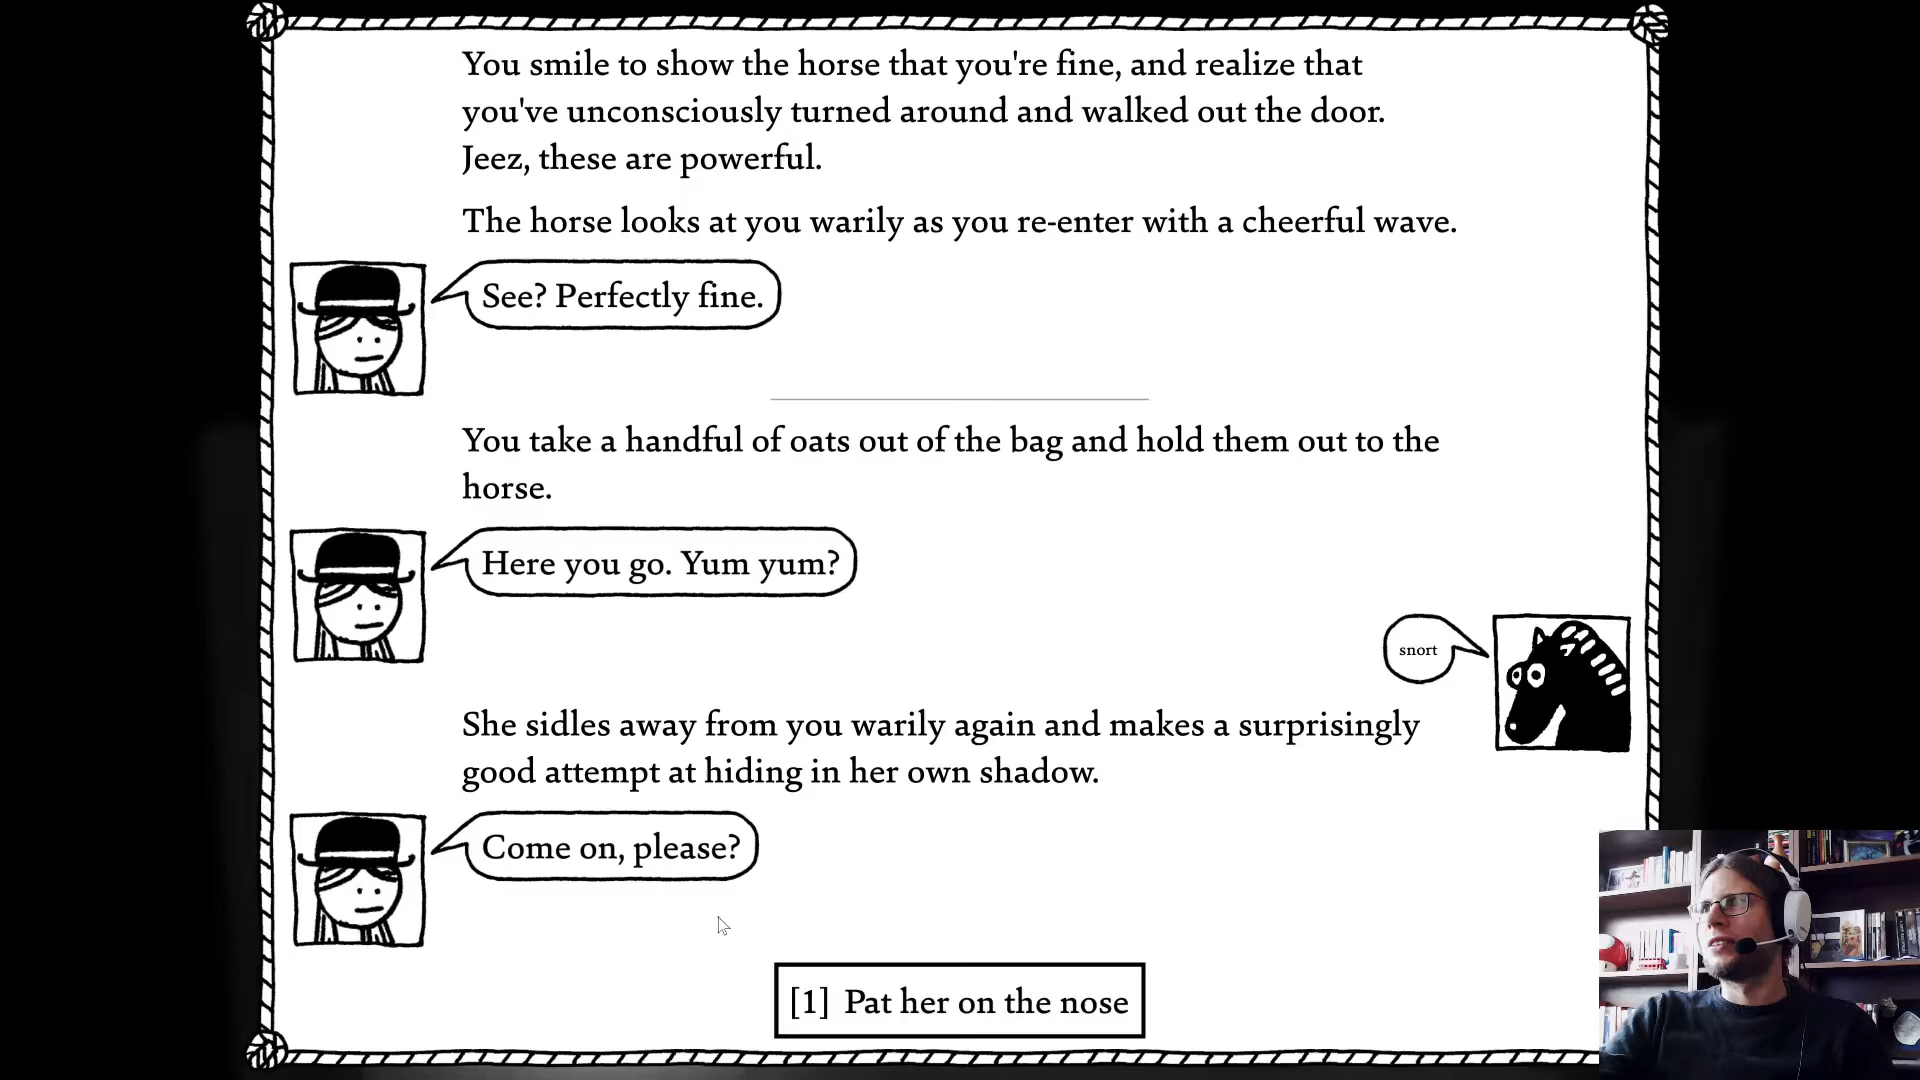 You smile to show the horse that you're fine, and realize that
you've unconsciously turned around and walked out the door.
Jeez, these are powerful.
The horse looks at you warily as you re-enter with a cheerful wave.
See? Perfectly fine.
You take a handful of oats out of the bag and hold them out to the
horse.
Here you go. Yum yum?
snort
She sidles away from you warily again and makes a surprisingly
good attempt at hiding in her own shadow.
Come on, please?
[1] Pat her on the nose